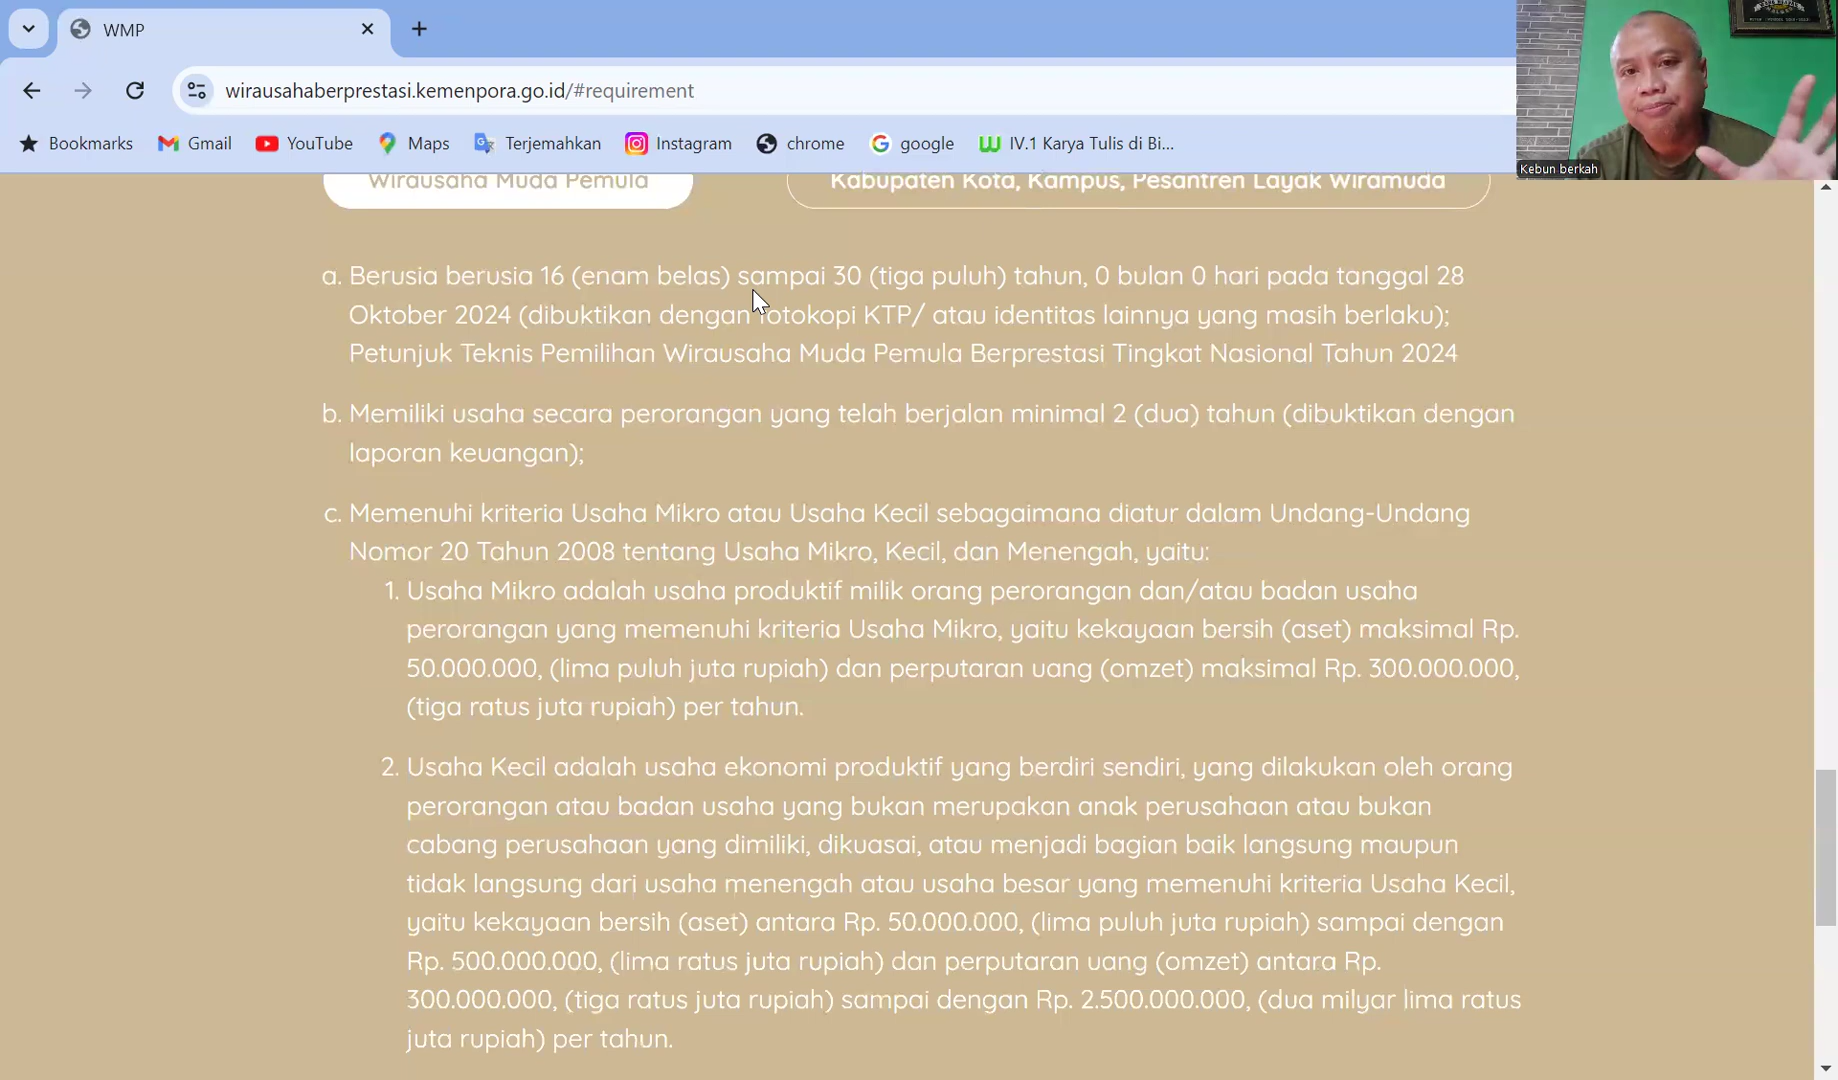 WMP
wirausahaberprestasi.kemenpora.go.id/#requirement
Bookmarks Gmail YouTube Maps Terjemahkan Instagram chrome google IV.1 Karya Tulis di Bi...
Kebun berkah
Wirausaha Muda Pemula Kabupaten Kota, Kampus, Pesantren Layak Wiramuda
a. Berusia berusia 16 (enam belas) sampai 30 (tiga puluh) tahun, 0 bulan 0 hari pada tanggal 28
Oktober 2024 (dibuktikan dengan fotokopi KTP/ atau identitas lainnya yang masih berlaku);
Petunjuk Teknis Pemilihan Wirausaha Muda Pemula Berprestasi Tingkat Nasional Tahun 2024
b. Memiliki usaha secara perorangan yang telah berjalan minimal 2 (dua) tahun (dibuktikan dengan
laporan keuangan);
c. Memenuhi kriteria Usaha Mikro atau Usaha Kecil sebagaimana diatur dalam Undang-Undang
Nomor 20 Tahun 2008 tentang Usaha Mikro, Kecil, dan Menengah, yaitu:
1. Usaha Mikro adalah usaha produktif milik orang perorangan dan/atau badan usaha
perorangan yang memenuhi kriteria Usaha Mikro, yaitu kekayaan bersih (aset) maksimal Rp.
50.000.000, (lima puluh juta rupiah) dan perputaran uang (omzet) maksimal Rp. 300.000.000,
(tiga ratus juta rupiah) per tahun.
2. Usaha Kecil adalah usaha ekonomi produktif yang berdiri sendiri, yang dilakukan oleh orang
perorangan atau badan usaha yang bukan merupakan anak perusahaan atau bukan
cabang perusahaan yang dimiliki, dikuasai, atau menjadi bagian baik langsung maupun
tidak langsung dari usaha menengah atau usaha besar yang memenuhi kriteria Usaha Kecil,
yaitu kekayaan bersih (aset) antara Rp. 50.000.000, (lima puluh juta rupiah) sampai dengan
Rp. 500.000.000, (lima ratus juta rupiah) dan perputaran uang (omzet) antara Rp.
300.000.000, (tiga ratus juta rupiah) sampai dengan Rp. 2.500.000.000, (dua milyar lima ratus
juta rupiah) per tahun.